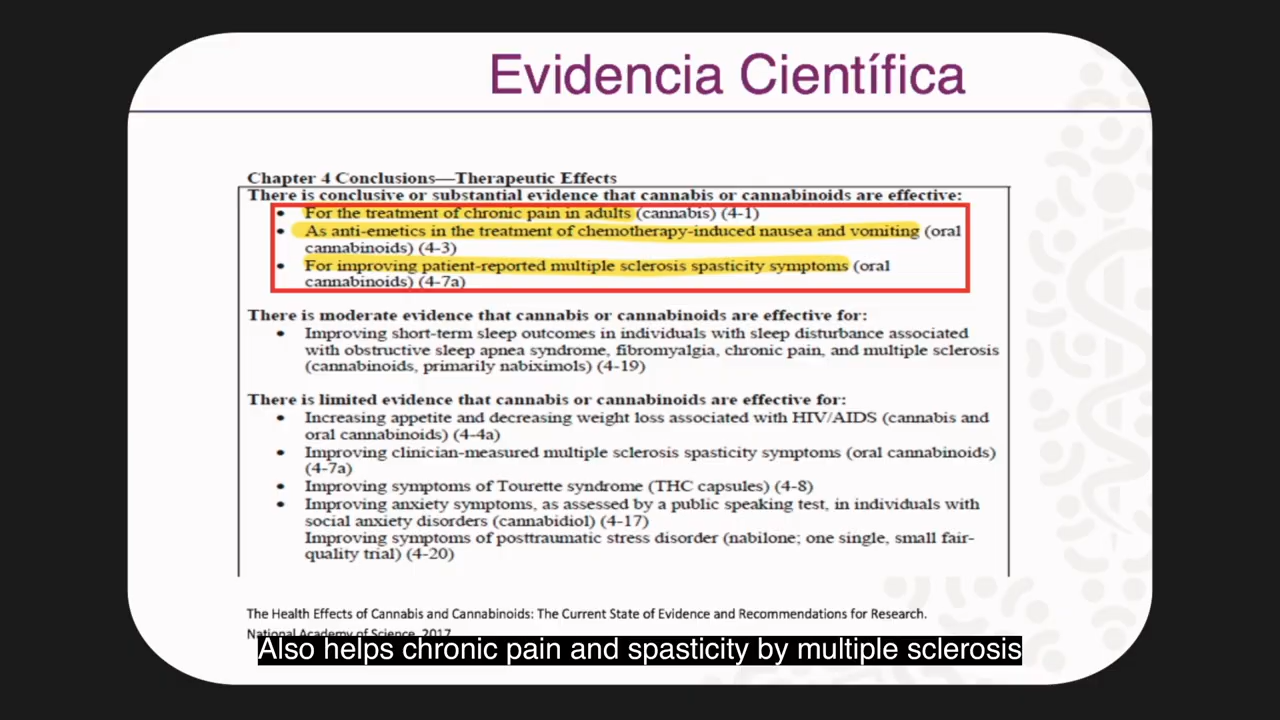 Evidencia Científica
Chapter 4 Conclusions—Therapeutic Effects
There is conclusive or substantial evidence that cannabis or cannabinoids are effective:
• For the treatment of chronic pain in adults (cannabis) (4-1)
• As anti-emetics in the treatment of chemotherapy-induced nausea and vomiting (oral
cannabinoids) (4-3)
• For improving patient-reported multiple sclerosis spasticity symptoms (oral
cannabinoids) (4-7a)
There is moderate evidence that cannabis or cannabinoids are effective for:
• Improving short-term sleep outcomes in individuals with sleep disturbance associated
with obstructive sleep apnea syndrome, fibromyalgia, chronic pain, and multiple sclerosis
(cannabinoids, primarily nabiximols) (4-19)
There is limited evidence that cannabis or cannabinoids are effective for:
• Increasing appetite and decreasing weight loss associated with HIV/AIDS (cannabis and
oral cannabinoids) (4-4a)
• Improving clinician-measured multiple sclerosis spasticity symptoms (oral cannabinoids)
(4-7a)
• Improving symptoms of Tourette syndrome (THC capsules) (4-8)
• Improving anxiety symptoms, as assessed by a public speaking test, in individuals with
social anxiety disorders (cannabidiol) (4-17)
Improving symptoms of posttraumatic stress disorder (nabilone; one single, small fair-
quality trial) (4-20)
The Health Effects of Cannabis and Cannabinoids: The Current State of Evidence and Recommendations for Research.
National Academy of Science, 2017
Also helps chronic pain and spasticity by multiple sclerosis